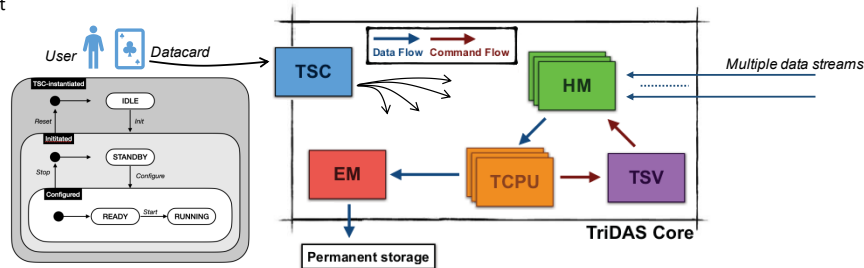 t
User
Datacard
Data Flow
Command Flow
TSC
HM
Multiple data streams
TSC-instantiated
IDLE
Reset
Init
Inititated
STANDBY
Stop
Configure
Configured
READY
Start
RUNNING
EM
TCPU
TSV
TriDAS Core
Permanent storage